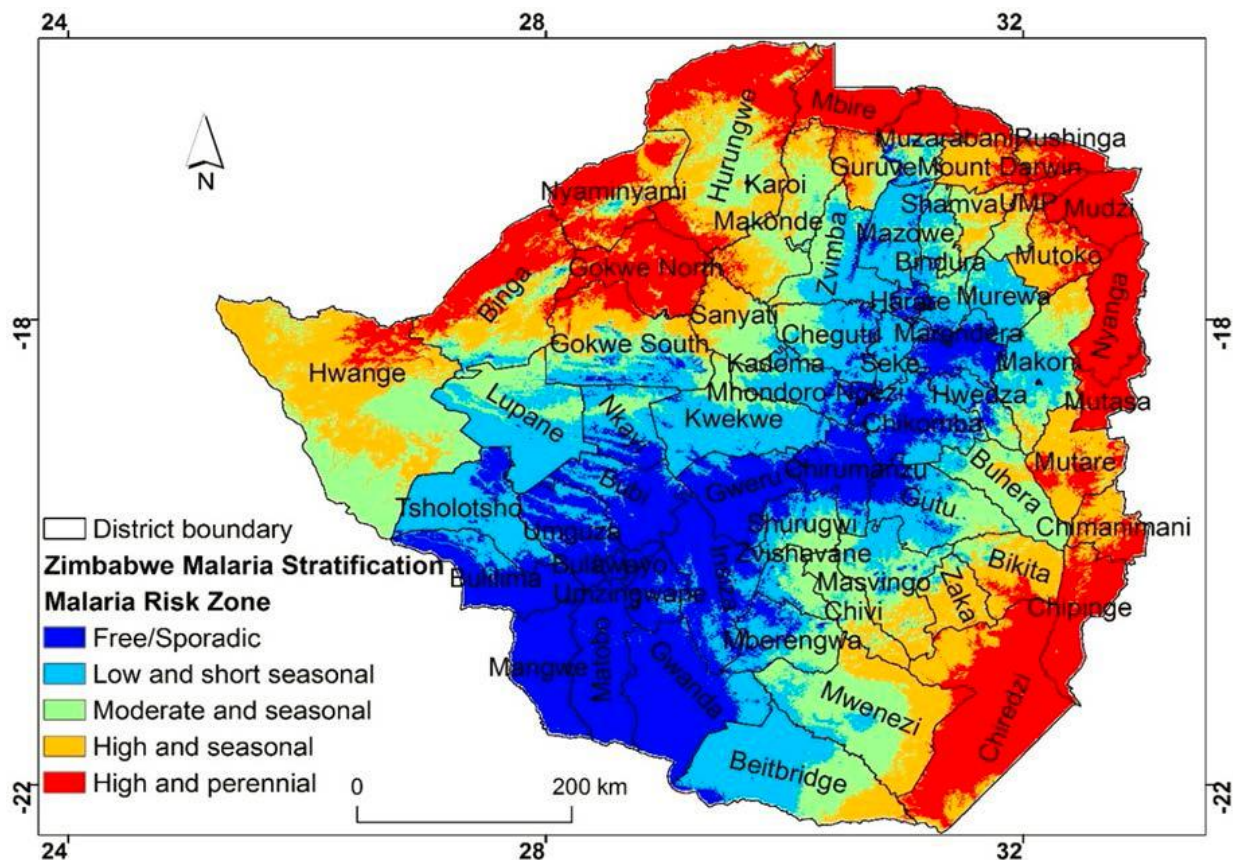 24 28 32
-18
-22
N
Mbire
Hurungwe
Muzarabani
Rushinga
Guruve
Mount Darwin
Nyaminyami
Karoi
Shamva
UMP
Mudzi
Makonde
Zvimba
Mazowe
Bindura
Mutoko
Gokwe North
Binga
Harare
Murewa
Nyanga
Sanyati
Chegutu
Marondera
Gokwe South
Hwange
Kadoma
Seke
Makoni
Lupane
Nkayi
Mhondoro Ngezi
Hwedza
Mutasa
Kwekwe
Chikomba
Mutare
Bubi
Gweru
Chirumanzu
Buhera
Tsholotsho
Gutu
Umguza
Shurugwi
Chimanimani
Bulilima
Bulawayo
Zvishavane
Bikita
Umzingwane
Insiza
Masvingo
Zaka
Chivi
Chipinge
Mangwe
Matobo
Gwanda
Mberengwa
Mwenezi
Chiredzi
Beitbridge
District boundary
Zimbabwe Malaria Stratification
Malaria Risk Zone
Free/Sporadic
Low and short seasonal
Moderate and seasonal
High and seasonal
High and perennial
0 200 km
-18
-22
24 28 32